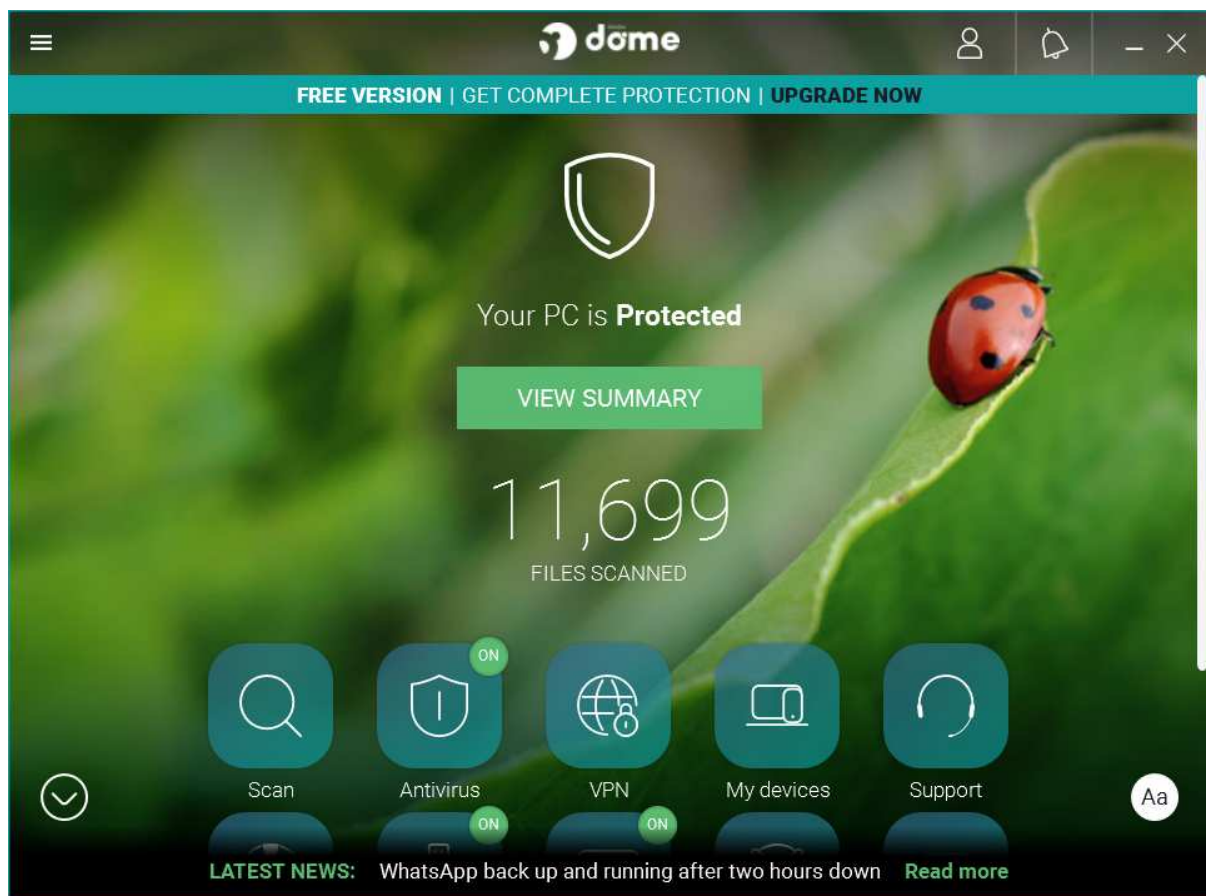 dōme
FREE VERSION | GET COMPLETE PROTECTION | UPGRADE NOW
Your PC is Protected
VIEW SUMMARY
11,699
FILES SCANNED
ON
Scan Antivirus VPN My devices Support
Aa
ON ON
LATEST NEWS: WhatsApp back up and running after two hours down Read more